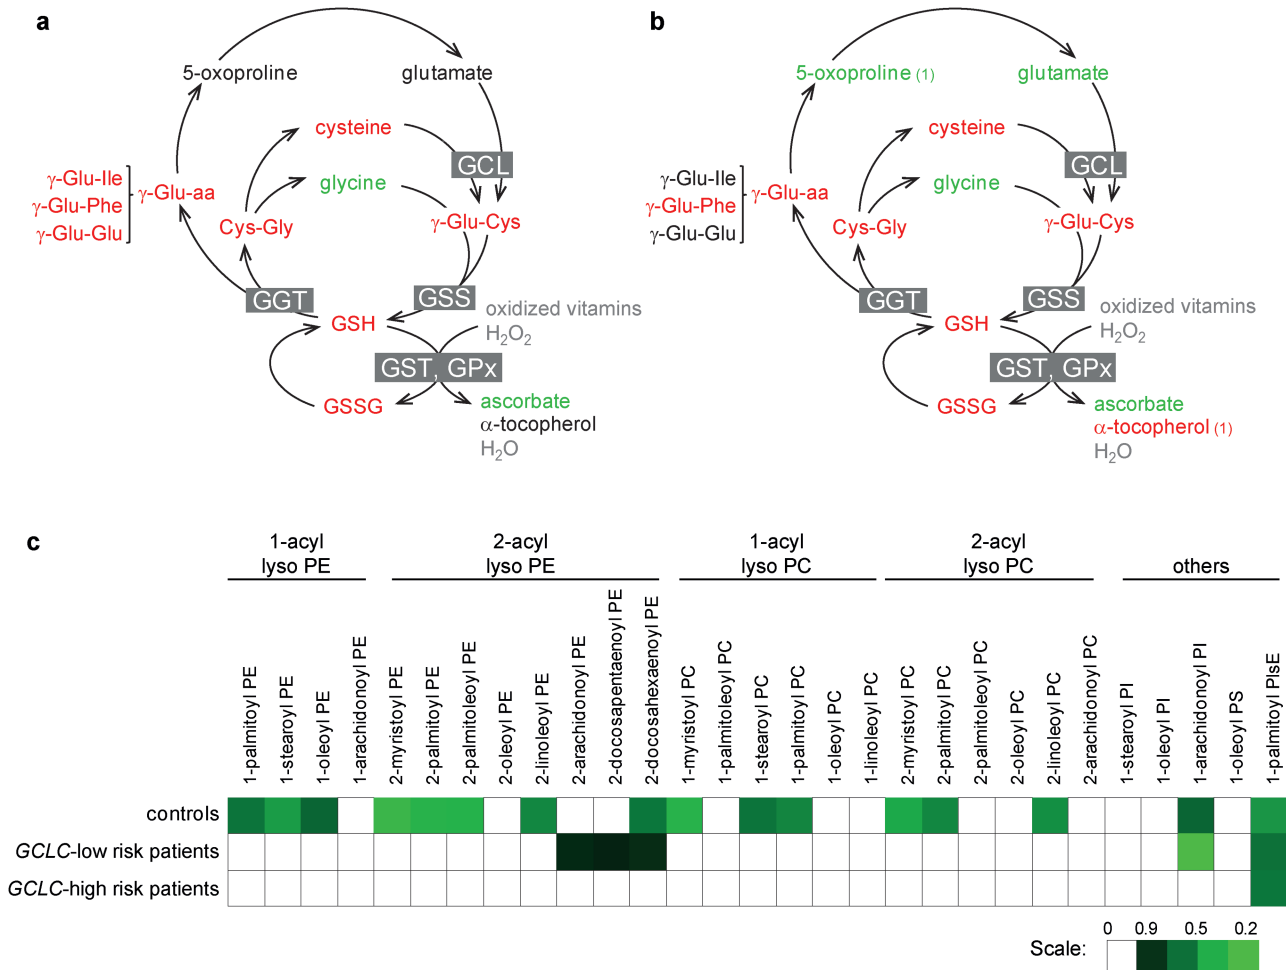 a
5-oxoproline
glutamate
cysteine
GCL
glycine
γ-Glu-Ile
γ-Glu-Phe
γ-Glu-Glu
γ-Glu-aa
Cys-Gly
γ-Glu-Cys
GGT
GSS
GSH
oxidized vitamins
H2O2
GST, GPx
GSSG
ascorbate
α-tocopherol
H2O
b
5-oxoproline (1)
glutamate
cysteine
GCL
glycine
γ-Glu-Ile
γ-Glu-Phe
γ-Glu-Glu
γ-Glu-aa
Cys-Gly
γ-Glu-Cys
GGT
GSS
GSH
oxidized vitamins
H2O2
GST, GPx
GSSG
ascorbate
α-tocopherol (1)
H2O
c
1-acyl
lyso PE
2-acyl
lyso PE
1-acyl
lyso PC
2-acyl
lyso PC
others
1-palmitoyl PE
1-stearoyl PE
1-oleoyl PE
1-arachidonoyl PE
2-myristoyl PE
2-palmitoyl PE
2-palmitoleoyl PE
2-oleoyl PE
2-linoleoyl PE
2-arachidonoyl PE
2-docosapentaenoyl PE
2-docosahexaenoyl PE
1-myristoyl PC
1-palmitoleoyl PC
1-stearoyl PC
1-palmitoyl PC
1-oleoyl PC
1-linoleoyl PC
2-myristoyl PC
2-palmitoyl PC
2-palmitoleoyl PC
2-oleoyl PC
2-linoleoyl PC
2-arachidonoyl PC
1-stearoyl PI
1-oleoyl PI
1-arachidonoyl PI
1-oleoyl PS
1-palmitoyl PlsE
controls
GCLC-low risk patients
GCLC-high risk patients
Scale:
0 0.9 0.5 0.2